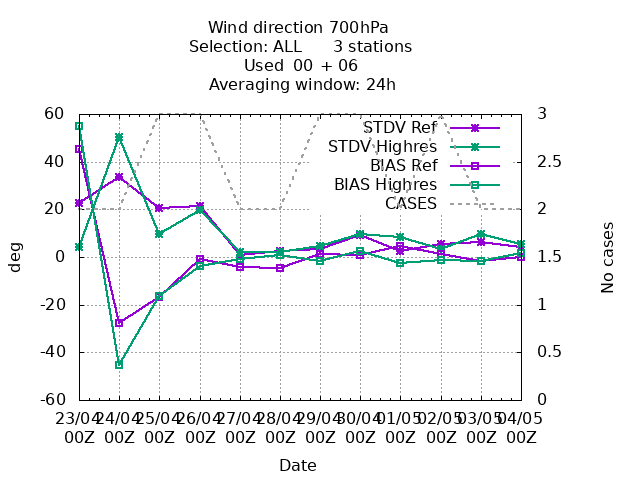 Wind direction 700hPa
Selection: ALL 3 stations
Used 00 + 06
Averaging window: 24h
60 3
STDV Ref
STDV Highres
40 2.5
BIAS Ref
BIAS Highres
CASES
20 2
0 1.5
-20 1
-40 0.5
-60 0
deg
No cases
23/04 24/04 25/04 26/04 27/04 28/04 29/04 30/04 01/05 02/05 03/05 04/05
00Z 00Z 00Z 00Z 00Z 00Z 00Z 00Z 00Z 00Z 00Z 00Z
Date